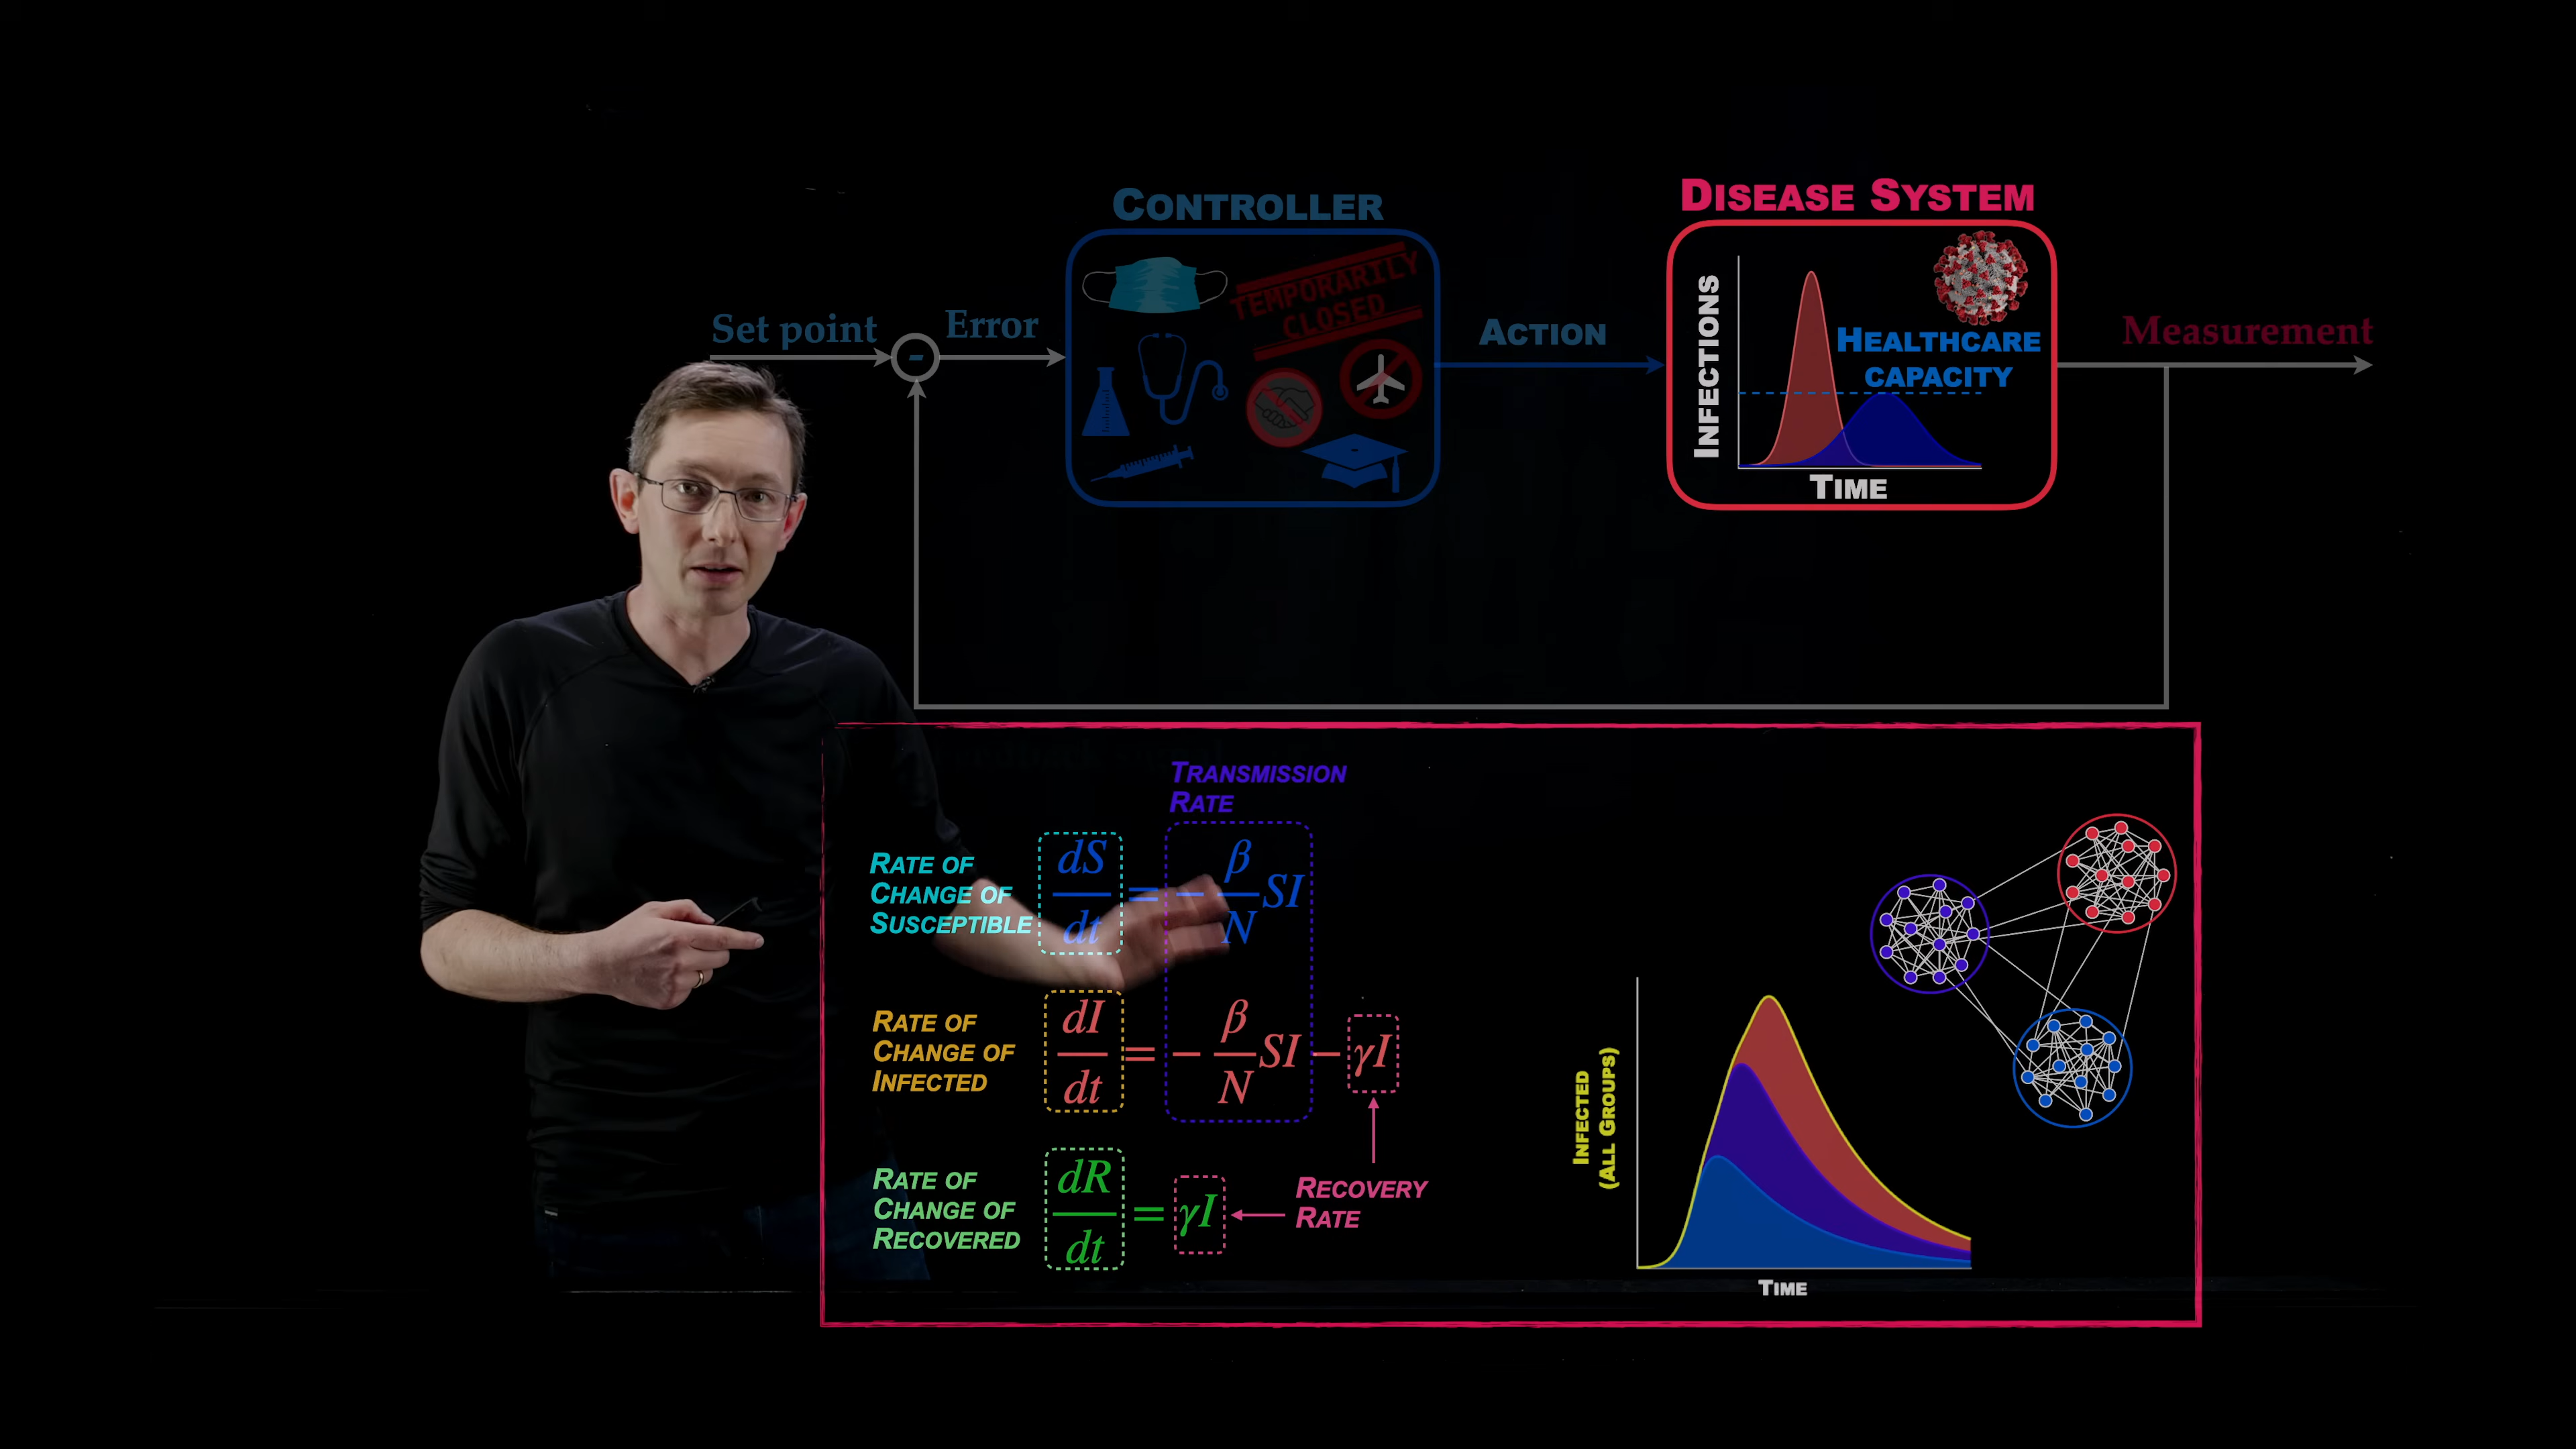 CONTROLLER
DISEASE SYSTEM
Set point
Error
-
TEMPORARILY
CLOSED
ACTION
INFECTIONS
HEALTHCARE
CAPACITY
TIME
Measurement
TRANSMISSION
RATE
RATE OF
CHANGE OF
SUSCEPTIBLE
dS/dt = - β/N SI
RATE OF
CHANGE OF
INFECTED
dI/dt = - β/N SI - γI
RATE OF
CHANGE OF
RECOVERED
dR/dt = γI
RECOVERY
RATE
INFECTED
(ALL GROUPS)
TIME